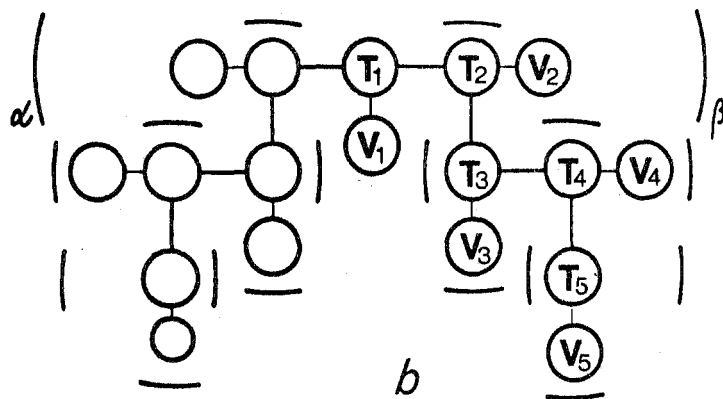 T₁ T₂ V₂
α β
V₁
T₃ T₄ V₄
V₃ T₅
V₅
b